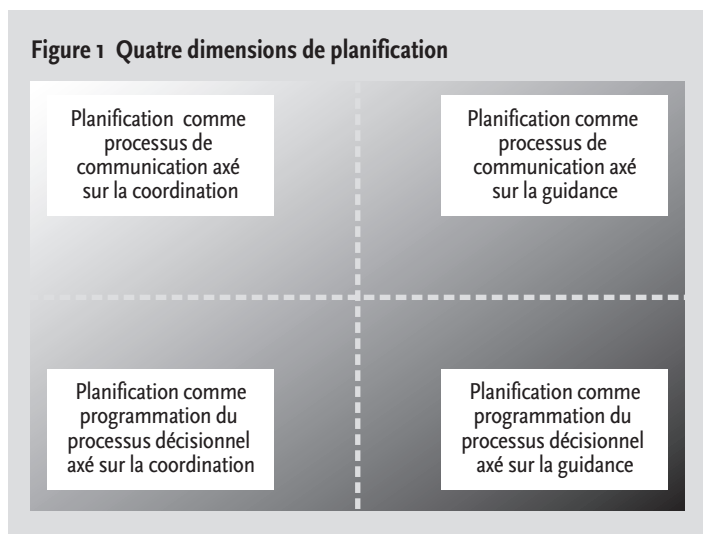 Figure 1 Quatre dimensions de planification
Planification comme
processus de
communication axé
sur la coordination
Planification comme
processus de
communication axé
sur la guidance
Planification comme
programmation du
processus décisionnel
axé sur la coordination
Planification comme
programmation du
processus décisionnel
axé sur la guidance